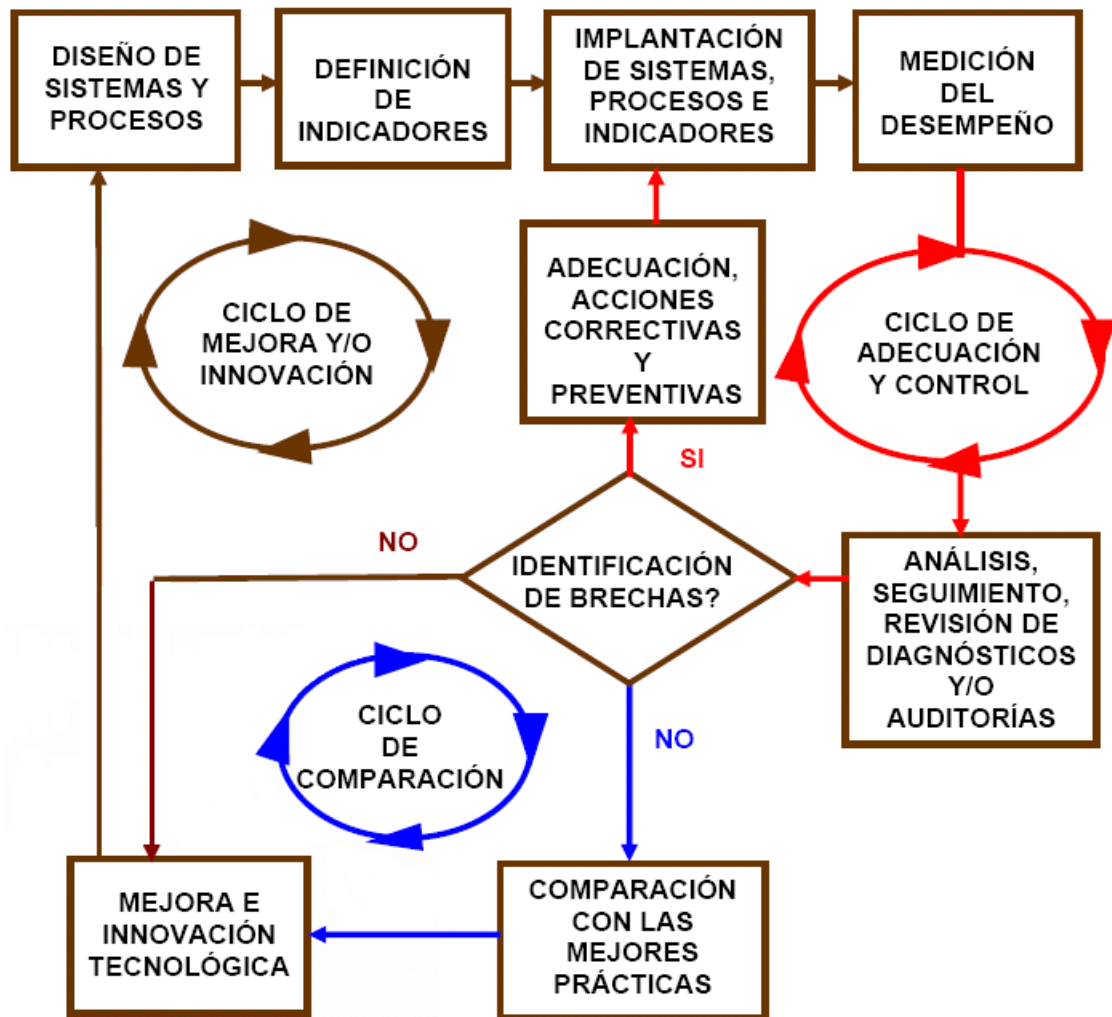 DISEÑO DE
SISTEMAS Y
PROCESOS
DEFINICIÓN
DE
INDICADORES
IMPLANTACIÓN
DE SISTEMAS,
PROCESOS E
INDICADORES
MEDICIÓN
DEL
DESEMPEÑO
CICLO DE
MEJORA Y/O
INNOVACIÓN
ADECUACIÓN,
ACCIONES
CORRECTIVAS
Y
PREVENTIVAS
CICLO DE
ADECUACIÓN
Y CONTROL
SI
NO
IDENTIFICACIÓN
DE BRECHAS?
ANÁLISIS,
SEGUIMIENTO,
REVISIÓN DE
DIAGNÓSTICOS
Y/O
AUDITORÍAS
CICLO
DE
COMPARACIÓN
NO
MEJORA E
INNOVACIÓN
TECNOLÓGICA
COMPARACIÓN
CON LAS
MEJORES
PRÁCTICAS